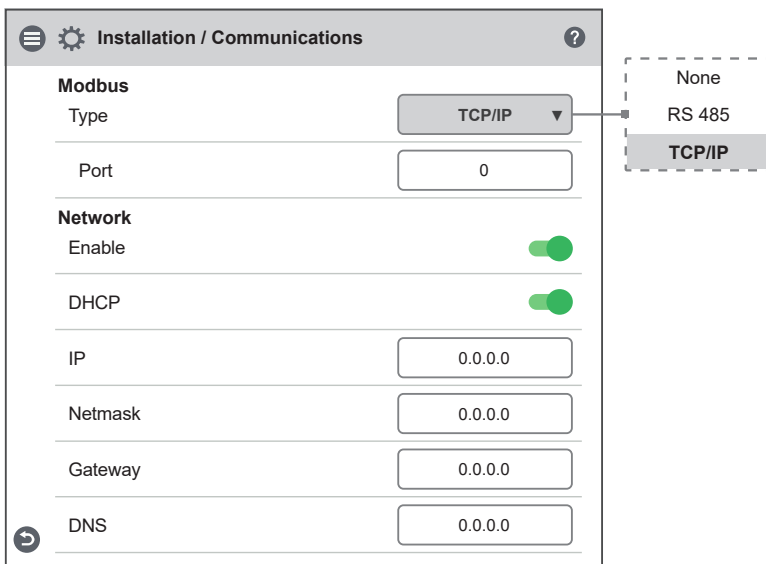 Installation / Communications ?
Modbus
Type TCP/IP
Port 0
Network
Enable
DHCP
IP 0.0.0.0
Netmask 0.0.0.0
Gateway 0.0.0.0
DNS 0.0.0.0
None
RS 485
TCP/IP